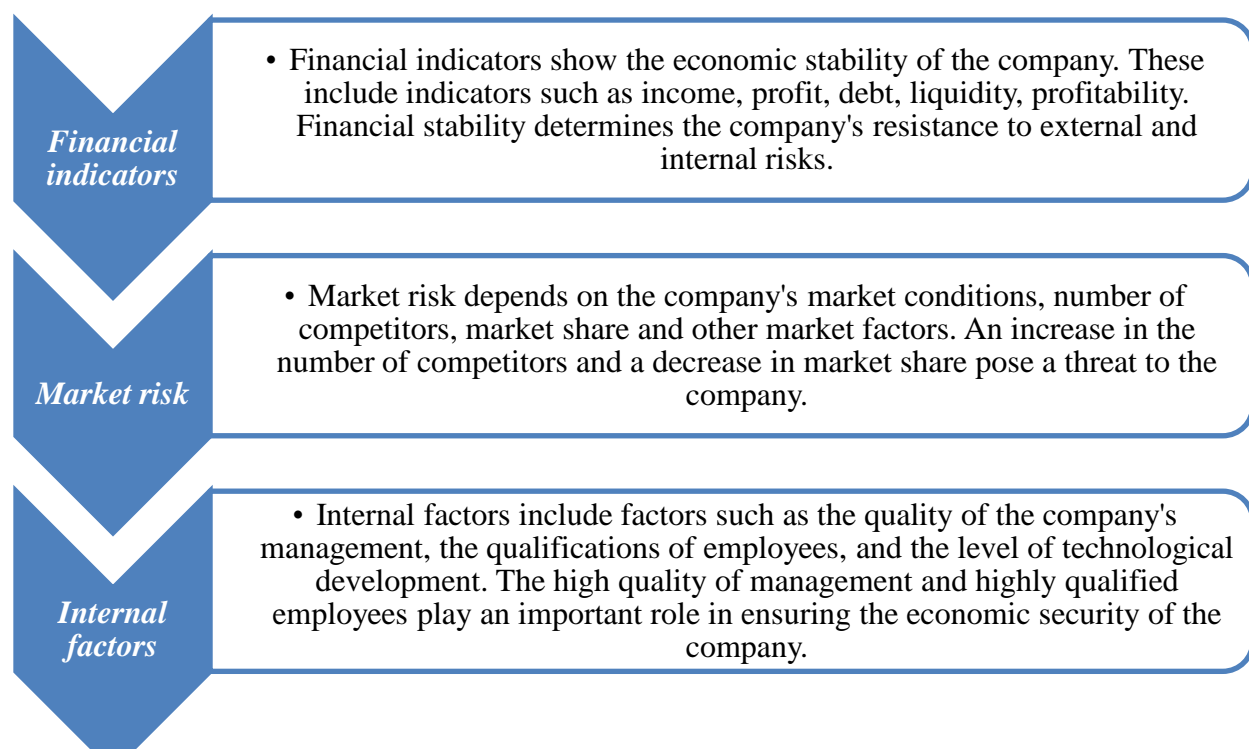 Financial
indicators
• Financial indicators show the economic stability of the company. These
include indicators such as income, profit, debt, liquidity, profitability.
Financial stability determines the company's resistance to external and
internal risks.
Market risk
• Market risk depends on the company's market conditions, number of
competitors, market share and other market factors. An increase in the
number of competitors and a decrease in market share pose a threat to the
company.
Internal
factors
• Internal factors include factors such as the quality of the company's
management, the qualifications of employees, and the level of technological
development. The high quality of management and highly qualified
employees play an important role in ensuring the economic security of the
company.